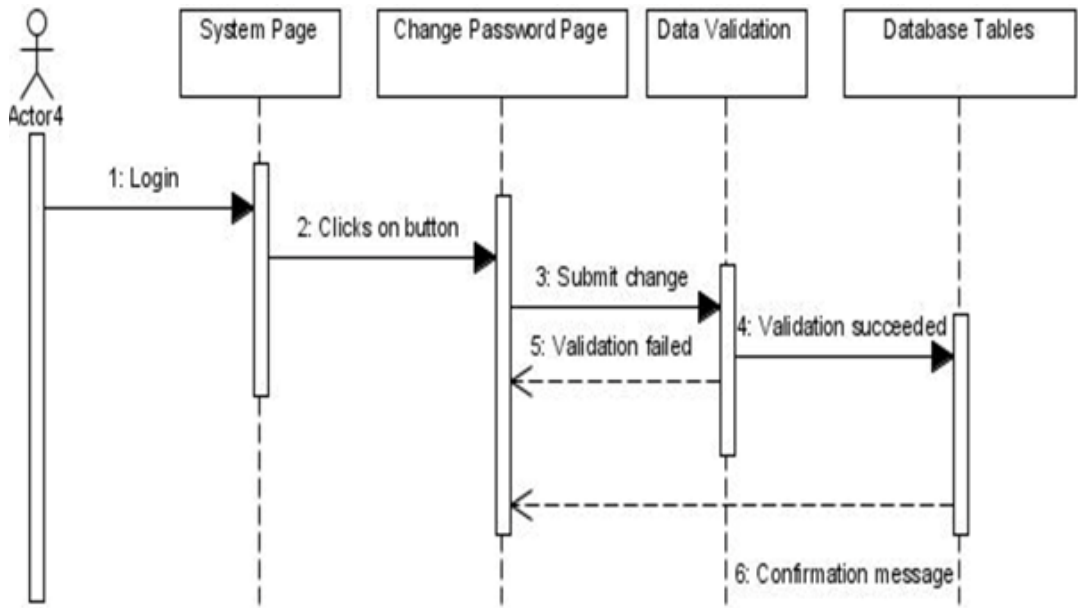 System Page
Change Password Page
Data Validation
Database Tables
Actor4
1: Login
2: Clicks on button
3: Submit change
4: Validation succeeded
5: Validation failed
6: Confirmation message